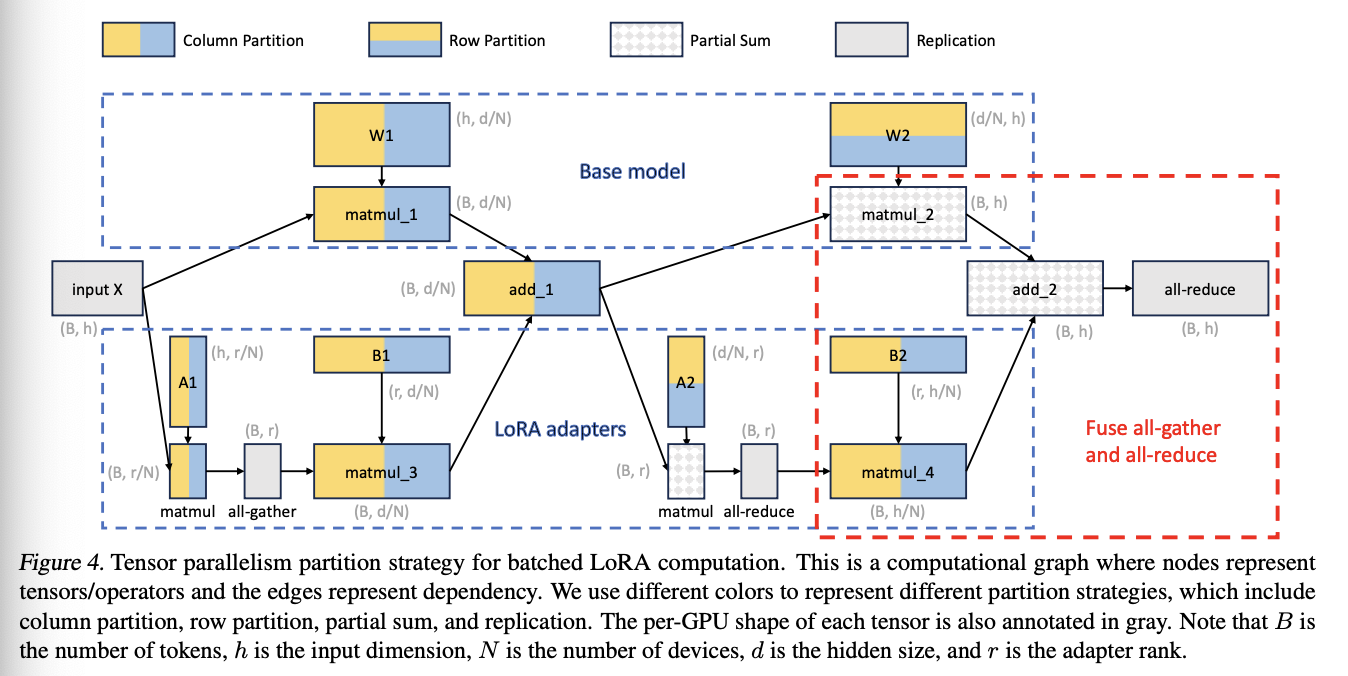 Column Partition
Row Partition
Partial Sum
Replication
W1
(h, d/N)
W2
(d/N, h)
Base model
matmul_1
(B, d/N)
matmul_2
(B, h)
input X
(B, h)
(B, d/N)
add_1
add_2
(B, h)
all-reduce
(B, h)
A1
(h, r/N)
B1
(r, d/N)
A2
(d/N, r)
B2
(r, h/N)
LoRA adapters
(B, r)
(B, r)
Fuse all-gather
and all-reduce
(B, r/N)
matmul_3
(B, r)
matmul_4
matmul
all-gather
(B, d/N)
matmul
all-reduce
(B, h/N)
Figure 4. Tensor parallelism partition strategy for batched LoRA computation. This is a computational graph where nodes represent
tensors/operators and the edges represent dependency. We use different colors to represent different partition strategies, which include
column partition, row partition, partial sum, and replication. The per-GPU shape of each tensor is also annotated in gray. Note that B is
the number of tokens, h is the input dimension, N is the number of devices, d is the hidden size, and r is the adapter rank.